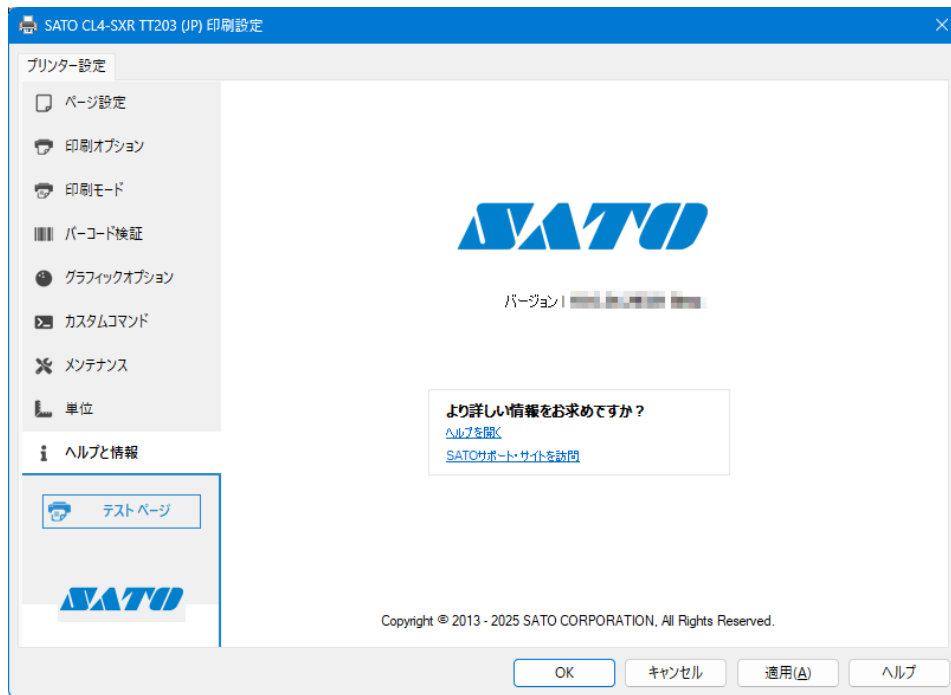 SATO CL4-SXR TT203 (JP) 印刷設定
プリンター設定
ページ設定
印刷オプション
印刷モード
バーコード検証
グラフィックオプション
カスタムコマンド
メンテナンス
単位
ヘルプと情報
テスト ページ
SATO
SATO
バージョン
より詳しい情報をお求めですか？
ヘルプを開く
SATOサポート・サイトを訪問
Copyright © 2013 - 2025 SATO CORPORATION, All Rights Reserved.
OK
キャンセル
適用(A)
ヘルプ